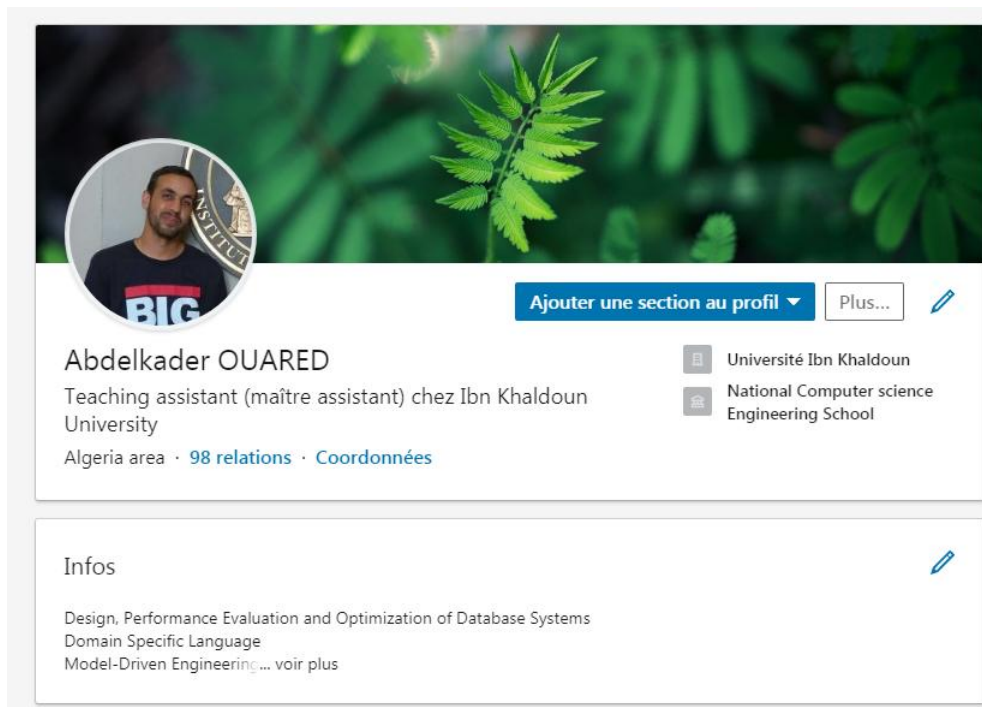 INSTITUT
BIG
Ajouter une section au profil
Plus...
Abdelkader OUARED
Teaching assistant (maître assistant) chez Ibn Khaldoun
University
Algeria area · 98 relations · Coordonnées
Université Ibn Khaldoun
National Computer science
Engineering School
Infos
Design, Performance Evaluation and Optimization of Database Systems
Domain Specific Language
Model-Driven Engineering... voir plus